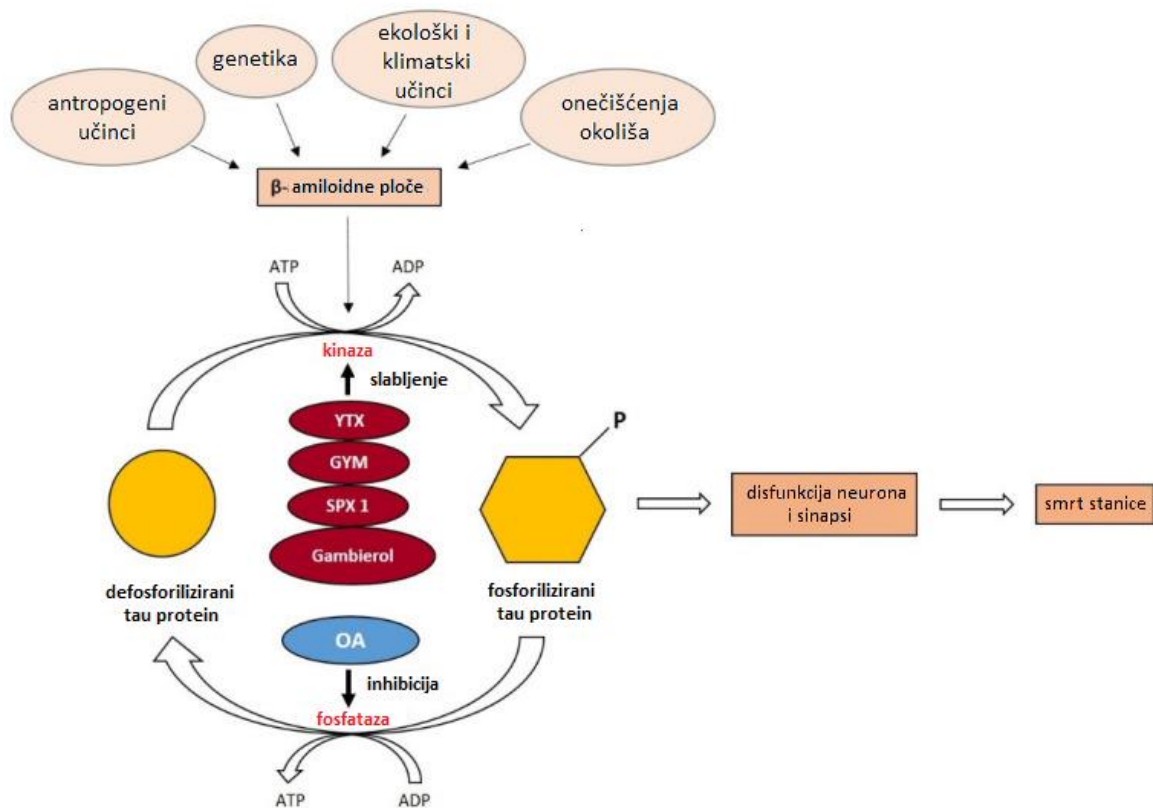 antropogeni
učinci
genetika
ekološki i
klimatski
učinci
onečišćenja
okoliša
β- amiloidne ploče
ATP
ADP
kinaza
slabljenje
YTX
GYM
SPX 1
Gambierol
P
defosforilizirani
tau protein
fosforilizirani
tau protein
disfunkcija neurona
i sinapsi
smrt stanice
OA
inhibicija
fosfataza
ATP
ADP